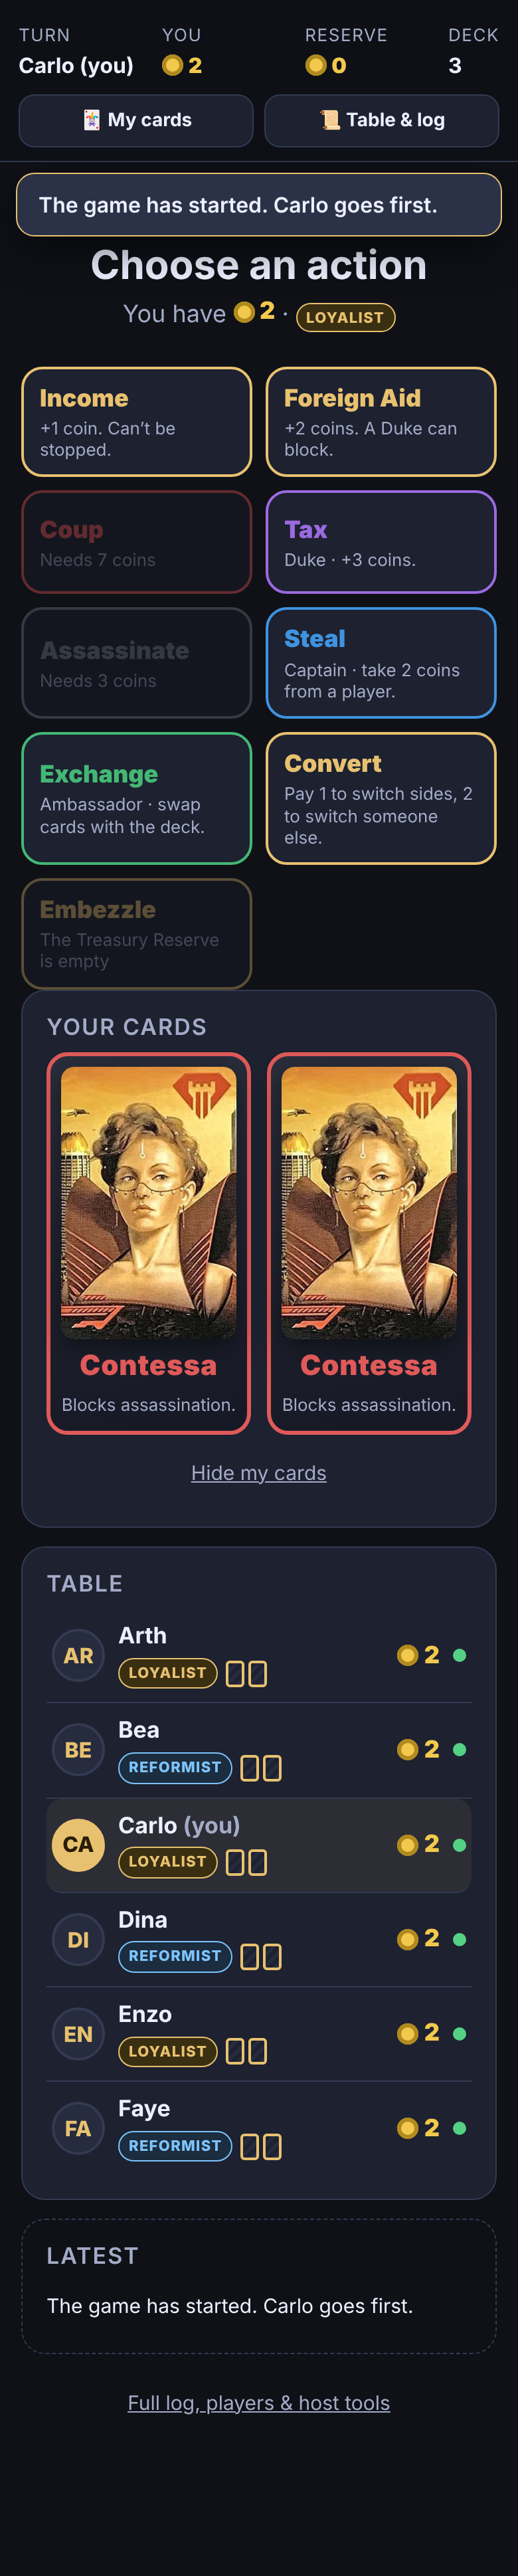 TURN
Carlo (you)
YOU
2
RESERVE
0
DECK
3
🃏 My cards
📜 Table & log
The game has started. Carlo goes first.
Choose an action
You have 2 · LOYALIST
Income
+1 coin. Can’t be
stopped.
Foreign Aid
+2 coins. A Duke can
block.
Coup
Needs 7 coins
Tax
Duke · +3 coins.
Assassinate
Needs 3 coins
Steal
Captain · take 2 coins
from a player.
Exchange
Ambassador · swap
cards with the deck.
Convert
Pay 1 to switch sides, 2
to switch someone
else.
Embezzle
The Treasury Reserve
is empty
YOUR CARDS
Contessa
Blocks assassination.
Contessa
Blocks assassination.
Hide my cards
TABLE
AR
Arth
LOYALIST
2
BE
Bea
REFORMIST
2
CA
Carlo (you)
LOYALIST
2
DI
Dina
REFORMIST
2
EN
Enzo
LOYALIST
2
FA
Faye
REFORMIST
2
LATEST
The game has started. Carlo goes first.
Full log, players & host tools